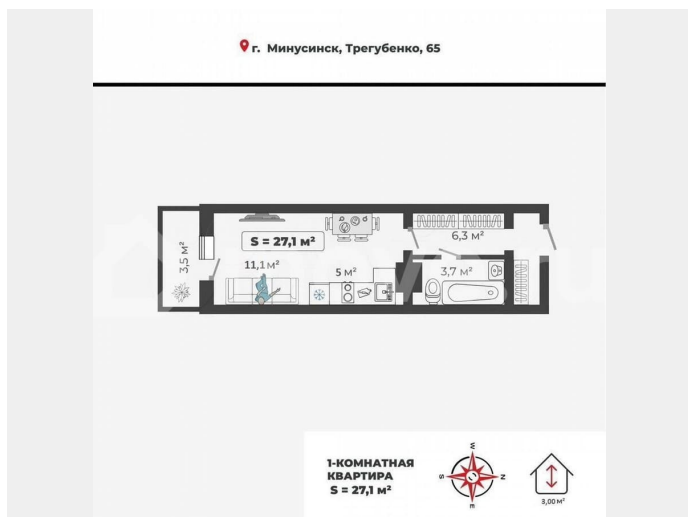 г. Минусинск, Трегубенко, 65
S = 27,1 м²
6,3 м²
3,5 м²
11,1 м²
5 м²
3,7 м²
1-КОМНАТНАЯ
КВАРТИРА
S = 27,1 м²
W
S
N
E
3,00 м²